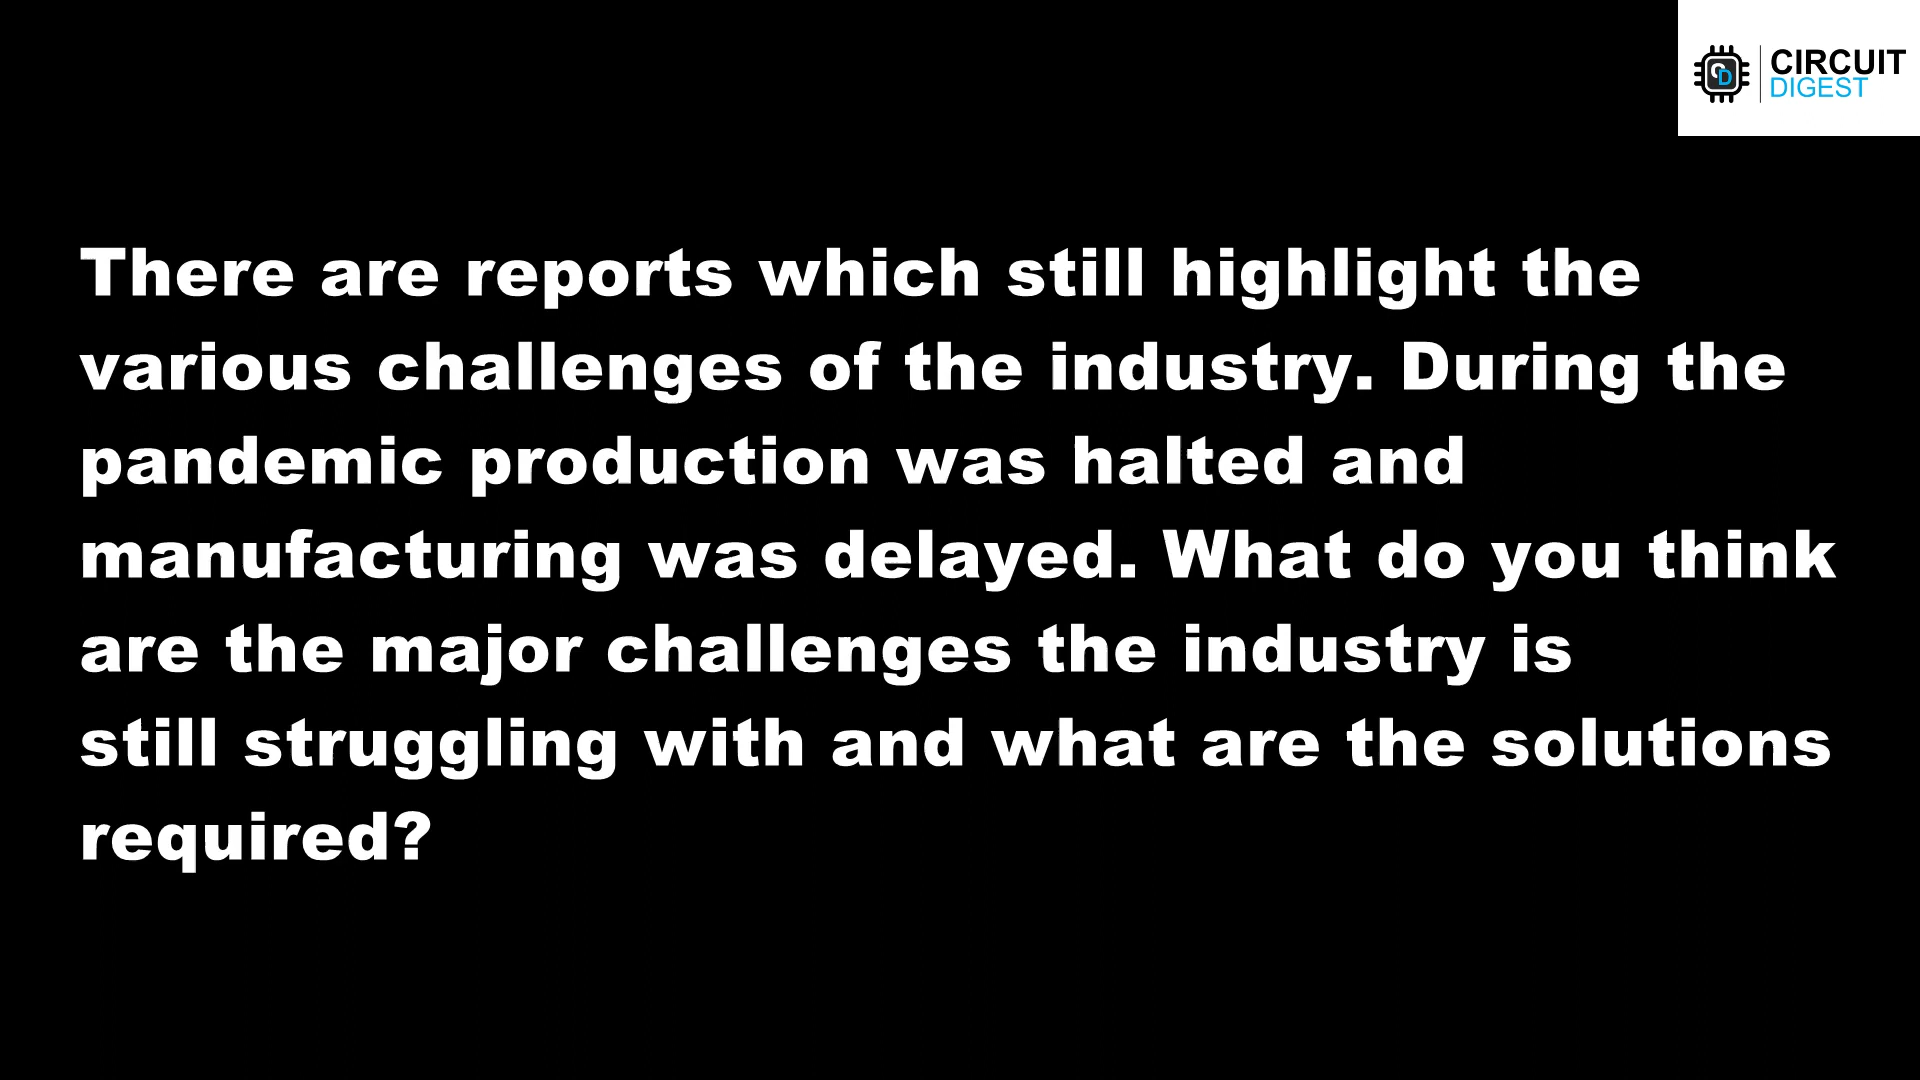 CIRCUIT
DIGEST
There are reports which still highlight the
various challenges of the industry. During the
pandemic production was halted and
manufacturing was delayed. What do you think
are the major challenges the industry is
still struggling with and what are the solutions
required?